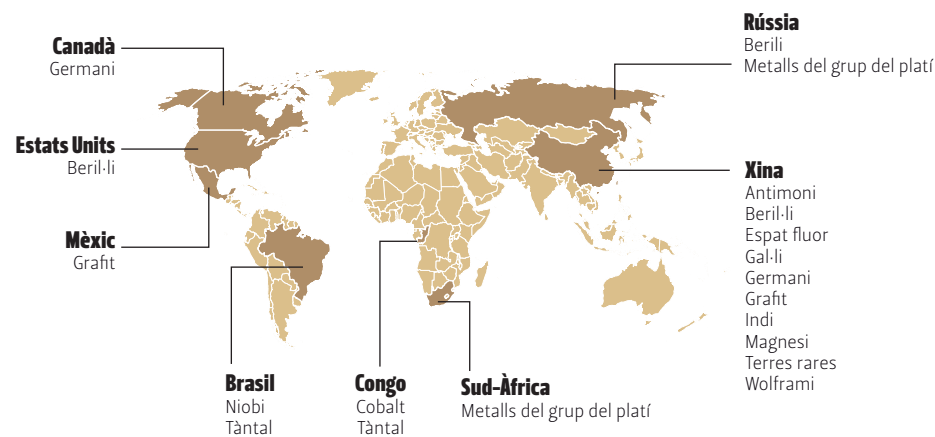 Canadà
Germani
Estats Units
Beril·li
Mèxic
Grafit
Brasil
Niobi
Tàntal
Congo
Cobalt
Tàntal
Sud-Àfrica
Metalls del grup del platí
Rússia
Berili
Metalls del grup del platí
Xina
Antimoni
Beril·li
Espat fluor
Gal·li
Germani
Grafit
Indi
Magnesi
Terres rares
Wolframi